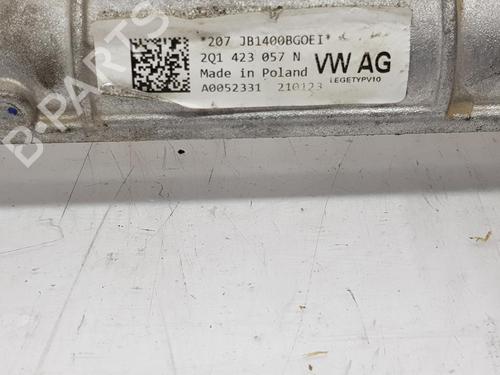 *207 JB1400BGOEI*
2Q1 423 057 N
Made in Poland
VW AG
LEGETYPV10
A0052331 210123
B-PARTS